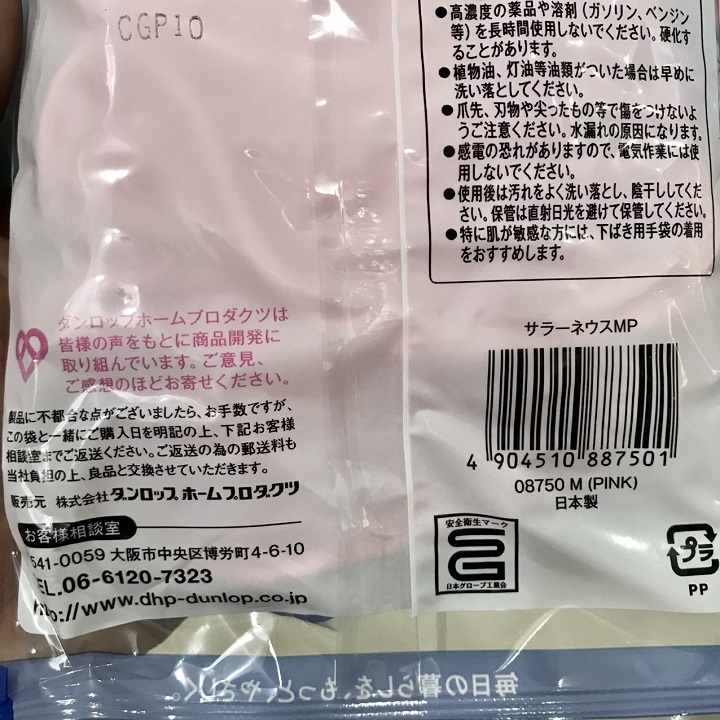 CGP10
●高濃度の薬品や溶剤（ガソリン、ベンジン
等）を長時間使用しないでください。硬化す
ることがあります。
●植物油、灯油等油類がついた場合は早めに
洗い落としてください。
●爪先、刃物や尖ったもの等で傷をつけないよ
うご注意ください。水漏れの原因になります。
●感電の恐れがありますので、電気作業には使
用しないでください。
●使用後は汚れをよく洗い落とし、陰干ししてくだ
さい。保管は直射日光を避けて保管してください。
●特に肌が敏感な方には、下ばき用手袋の着用
をおすすめします。
ダンロップホームプロダクツは
皆様の声をもとに商品開発に
取り組んでいます。ご意見、
ご感想のほどお寄せください。
製品に不都合な点がございましたら、お手数ですが、
この袋と一緒にご購入日を明記の上、下記お客様
相談室までご返送ください。ご返送の為の郵送料も
当社負担の上、良品と交換させていただきます。
販売元 株式会社ダンロップホームプロダクツ
お客様相談室
541-0059 大阪市中央区博労町4-6-10
TEL.06-6120-7323
http://www.dhp-dunlop.co.jp
サラーネウスMP
4 904510 887501
08750 M (PINK)
日本製
安全衛生マーク
SG
日本グローブ工業会
プラ
PP
毎日の暮らしを、もっと、やさしく。